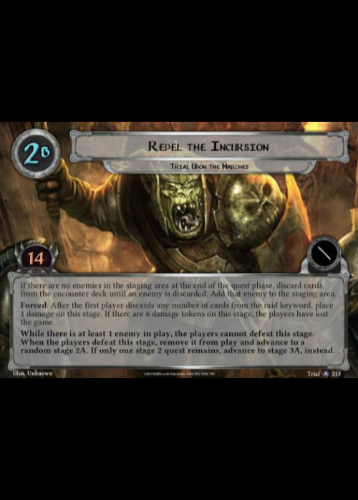 2B
Repel the Incursion
Trial Upon the Marches
14
If there are no enemies in the staging area at the end of the quest phase, discard cards
from the encounter deck until an enemy is discarded. Add that enemy to the staging area.
Forced: After the first player discards any number of cards from the raid keyword, place
1 damage on this stage. If there are 6 damage tokens on this stage, the players have lost
the game.
While there is at least 1 enemy in play, the players cannot defeat this stage.
When the players defeat this stage, remove it from play and advance to a
random stage 2A. If only one stage 2 quest remains, advance to stage 3A, instead.
Illus. Unknown
Trial 213